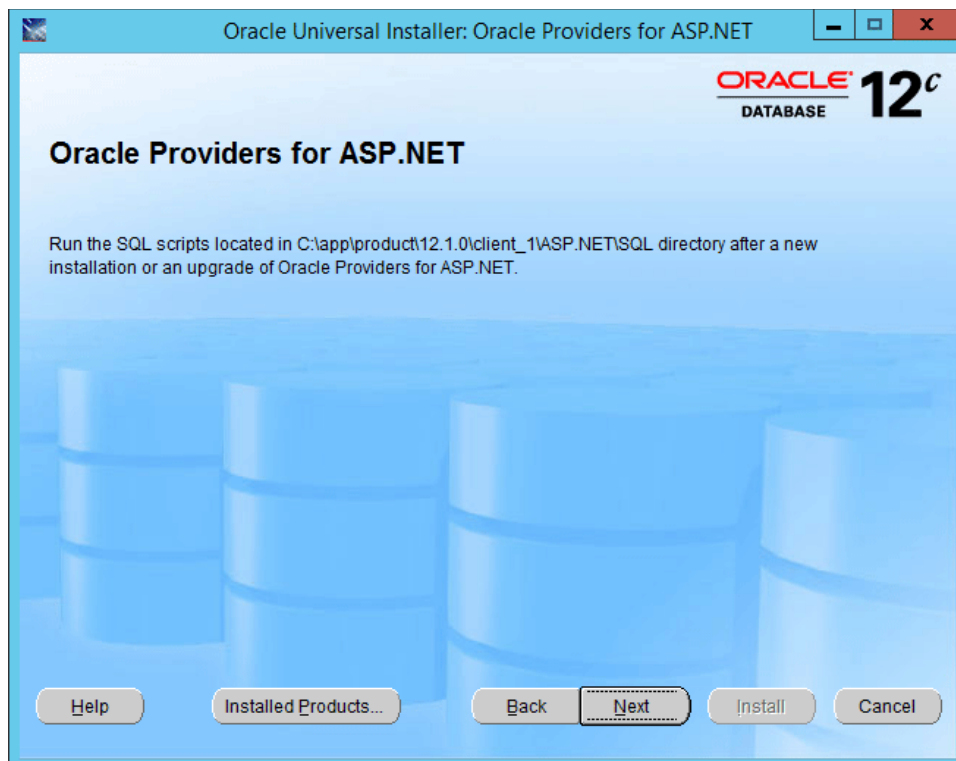 Oracle Universal Installer: Oracle Providers for ASP.NET
ORACLE
DATABASE
12c
Oracle Providers for ASP.NET
Run the SQL scripts located in C:\app\product\12.1.0\client_1\ASP.NET\SQL directory after a new
installation or an upgrade of Oracle Providers for ASP.NET.
Help Installed Products... Back Next Install Cancel